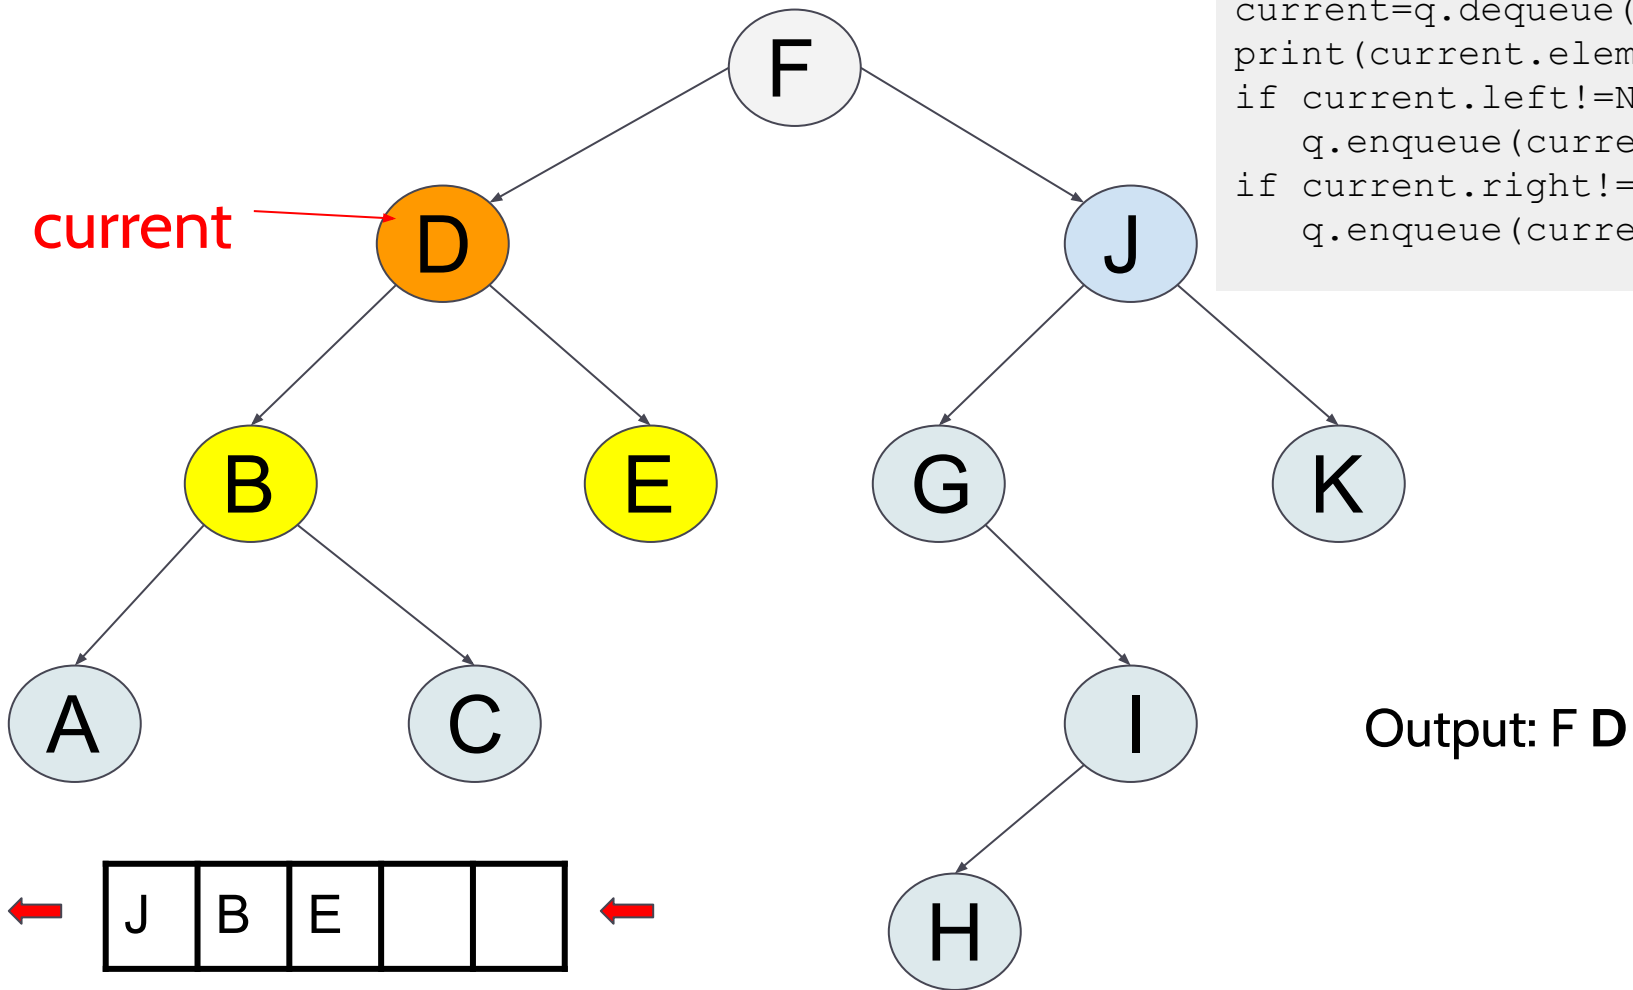 current=q.dequeue(
print(current.elem
if current.left!=N
q.enqueue(curre
if current.right!=
q.enqueue(curre
F
current
D
J
B
E
G
K
A
C
I
Output: F D
J B E
H